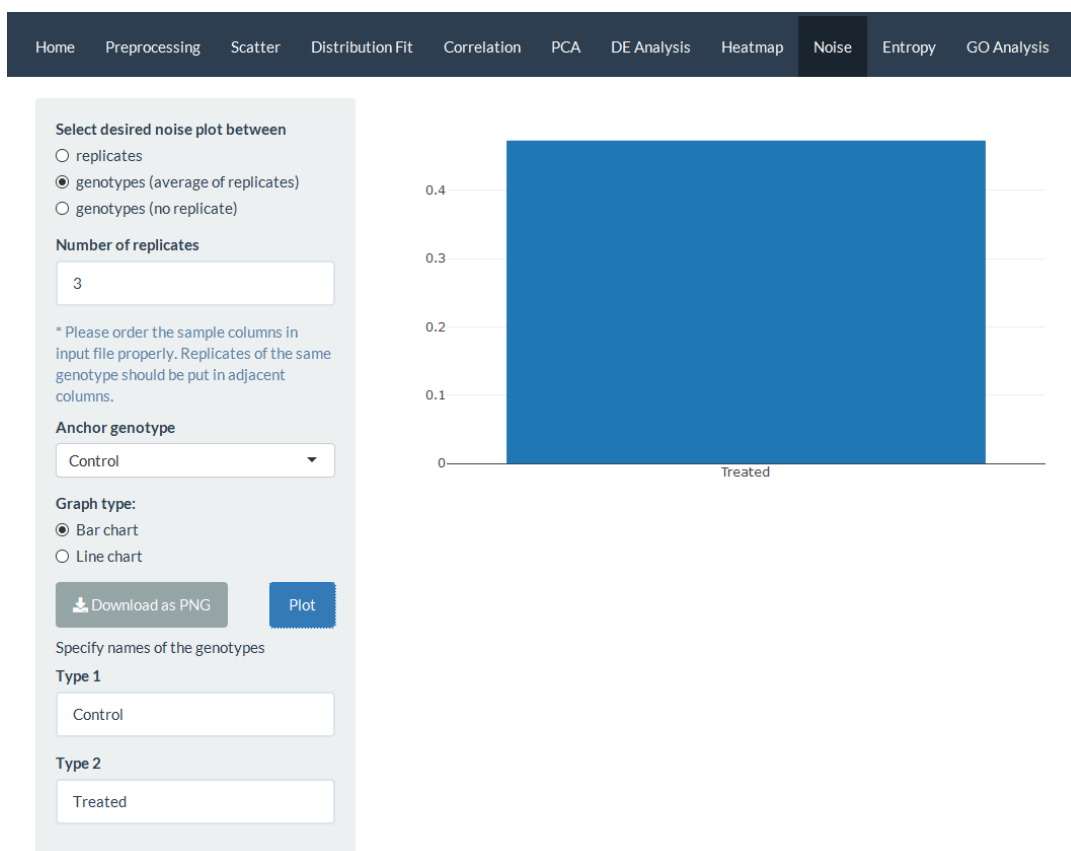 Home Preprocessing Scatter Distribution Fit Correlation PCA DE Analysis Heatmap Noise Entropy GO Analysis
Select desired noise plot between
replicates
genotypes (average of replicates)
genotypes (no replicate)
Number of replicates
3
* Please order the sample columns in
input file properly. Replicates of the same
genotype should be put in adjacent
columns.
Anchor genotype
Control
Graph type:
Bar chart
Line chart
Download as PNG
Plot
Specify names of the genotypes
Type 1
Control
Type 2
Treated
0.4
0.3
0.2
0.1
0
Treated